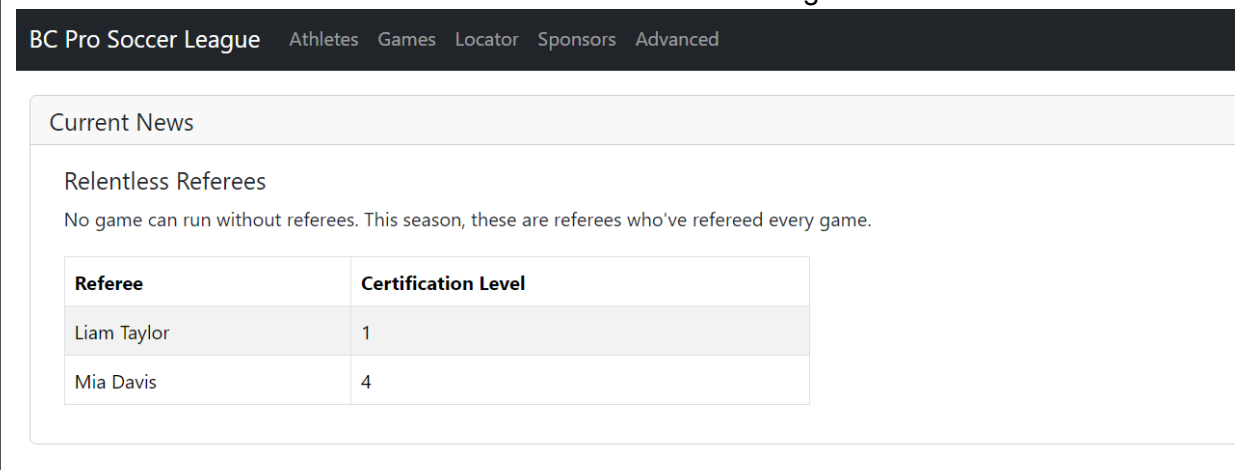 BC Pro Soccer League Athletes Games Locator Sponsors Advanced
Current News
Relentless Referees
No game can run without referees. This season, these are referees who've refereed every game.
Referee Certification Level
Liam Taylor 1
Mia Davis 4